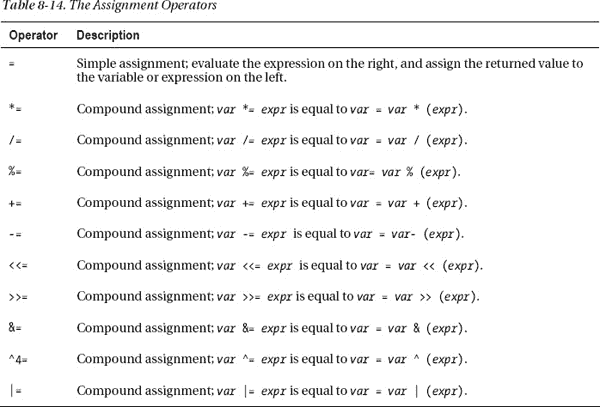 Table 8-14. The Assignment Operators
Operator Description
= Simple assignment; evaluate the expression on the right, and assign the returned value to
the variable or expression on the left.
*= Compound assignment; var *= expr is equal to var = var * (expr).
/= Compound assignment; var /= expr is equal to var = var / (expr).
%= Compound assignment; var %= expr is equal to var= var % (expr).
+= Compound assignment; var += expr is equal to var = var + (expr).
-= Compound assignment; var -= expr is equal to var = var- (expr).
<<= Compound assignment; var <<= expr is equal to var = var << (expr).
>>= Compound assignment; var >>= expr is equal to var = var >> (expr).
&= Compound assignment; var &= expr is equal to var = var & (expr).
^4= Compound assignment; var ^= expr is equal to var = var ^ (expr).
|= Compound assignment; var |= expr is equal to var = var | (expr).